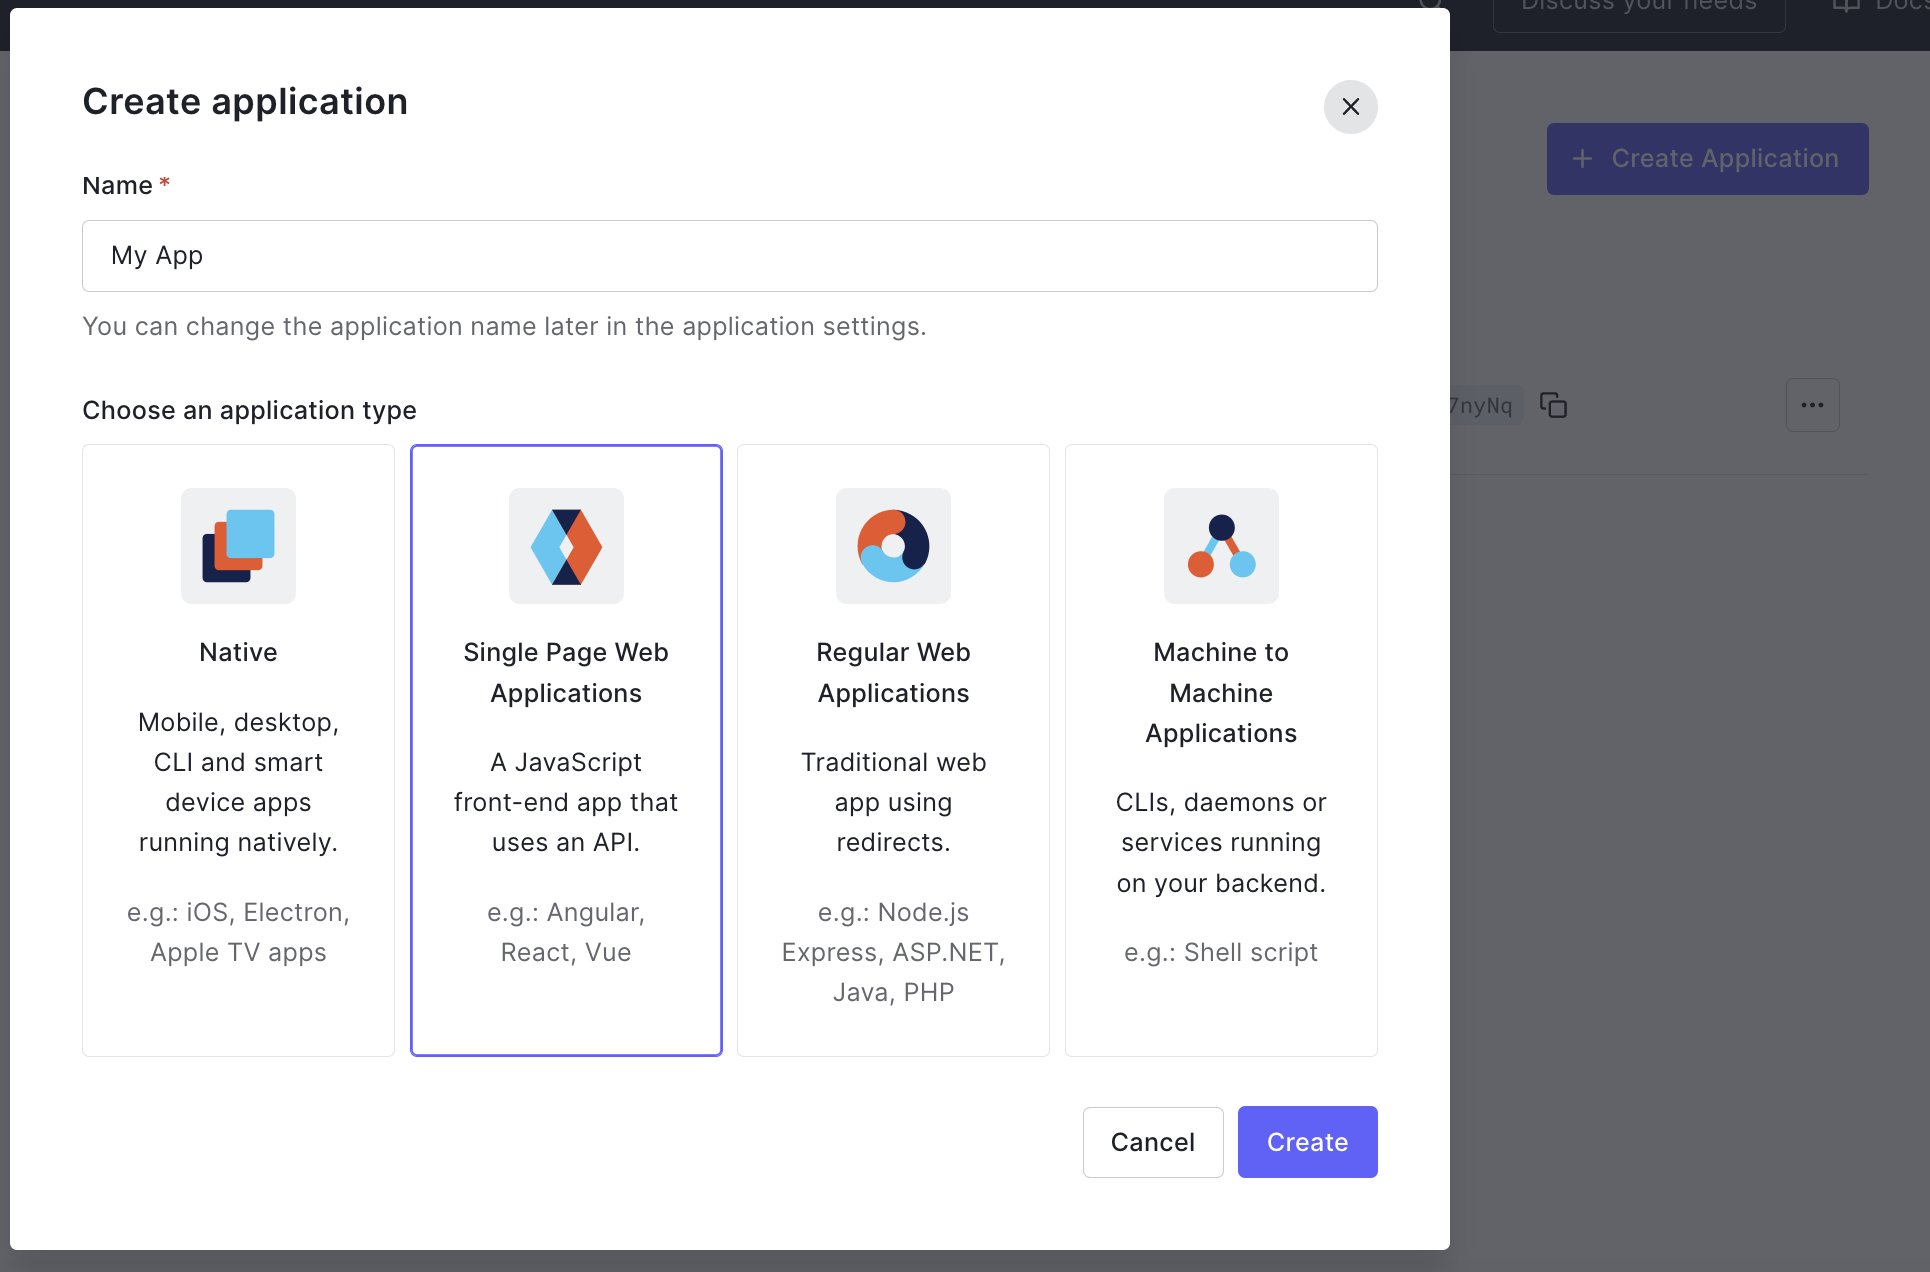 Discuss your needs
Docs
Create application
Name *
My App
You can change the application name later in the application settings.
Choose an application type
Native
Mobile, desktop,
CLI and smart
device apps
running natively.
e.g.: iOS, Electron,
Apple TV apps
Single Page Web
Applications
A JavaScript
front-end app that
uses an API.
e.g.: Angular,
React, Vue
Regular Web
Applications
Traditional web
app using
redirects.
e.g.: Node.js
Express, ASP.NET,
Java, PHP
Machine to
Machine
Applications
CLIs, daemons or
services running
on your backend.
e.g.: Shell script
Cancel
Create
+ Create Application
7nyNq